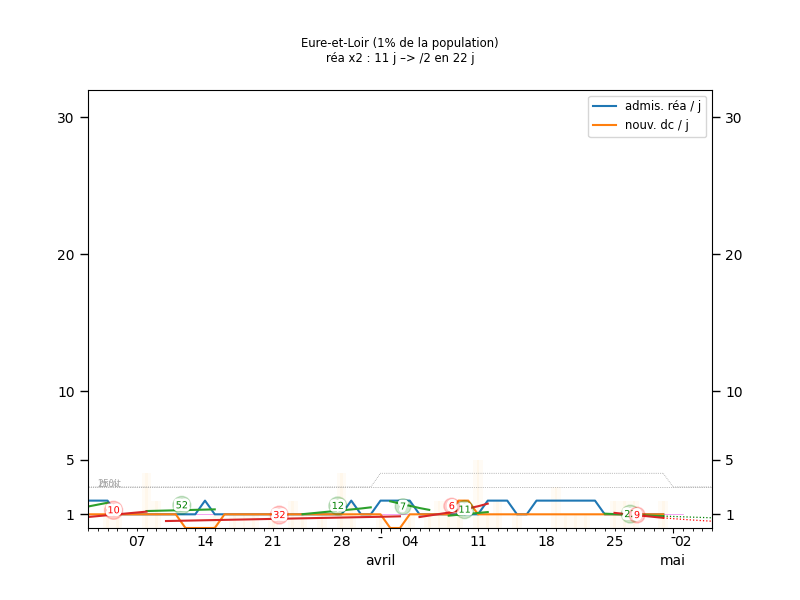 Eure-et-Loir (1% de la population)
réa x2 : 11 j –> /2 en 22 j
admis. réa / j
nouv. dc / j
30 30
20 20
10 10
5 5
1 1
10 52 32 12 7 6 11 9
07 14 21 28 - 04 11 18 25 -02
avril mai